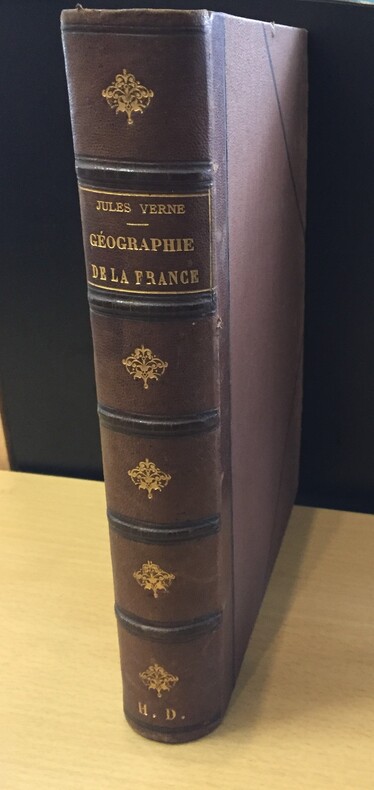 JULES VERNE
GÉOGRAPHIE
DE LA FRANCE
H. D.